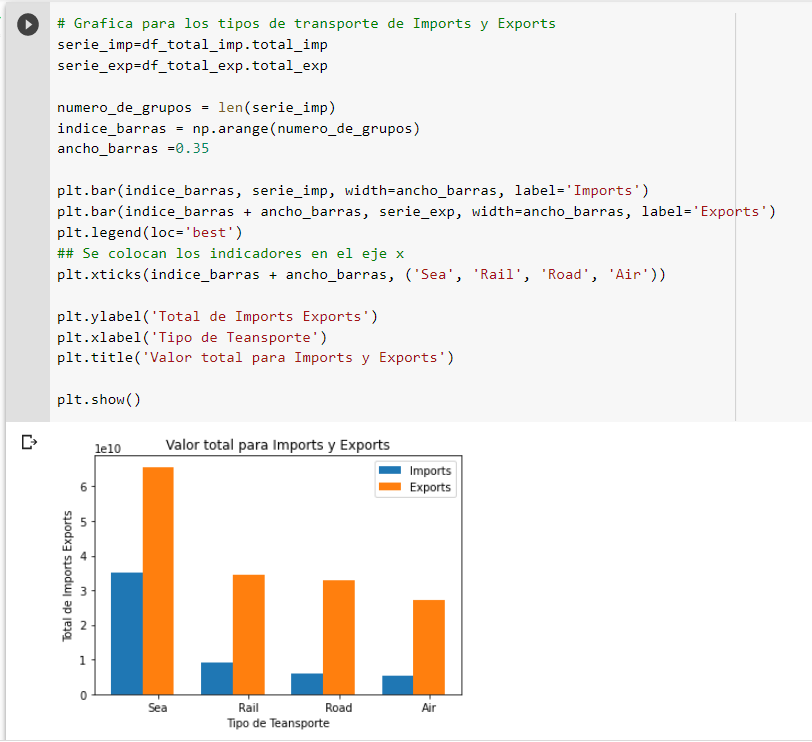 # Grafica para los tipos de transporte de Imports y Exports
serie_imp=df_total_imp.total_imp
serie_exp=df_total_exp.total_exp
numero_de_grupos = len(serie_imp)
indice_barras = np.arange(numero_de_grupos)
ancho_barras =0.35
plt.bar(indice_barras, serie_imp, width=ancho_barras, label='Imports')
plt.bar(indice_barras + ancho_barras, serie_exp, width=ancho_barras, label='Exports')
plt.legend(loc='best')
## Se colocan los indicadores en el eje x
plt.xticks(indice_barras + ancho_barras, ('Sea', 'Rail', 'Road', 'Air'))
plt.ylabel('Total de Imports Exports')
plt.xlabel('Tipo de Teansporte')
plt.title('Valor total para Imports y Exports')
plt.show()
1e10
Valor total para Imports y Exports
Imports
Exports
6
5
4
3
2
1
0
Total de Imports Exports
Sea Rail Road Air
Tipo de Teansporte